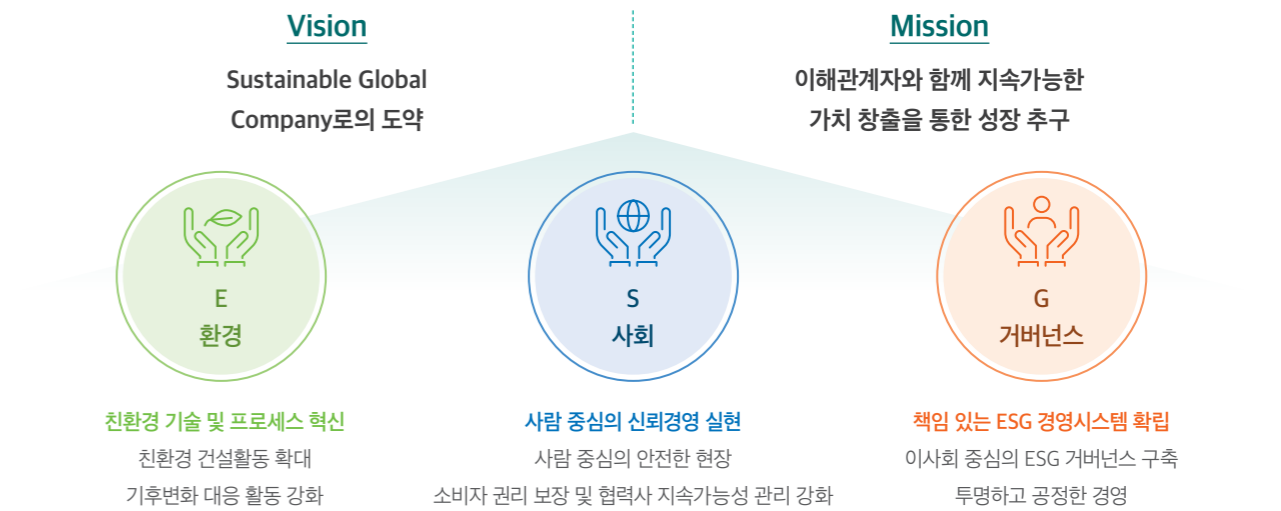 Vision
Sustainable Global
Company로의 도약
Mission
이해관계자와 함께 지속가능한
가치 창출을 통한 성장 추구
E
환경
친환경 기술 및 프로세스 혁신
친환경 건설활동 확대
기후변화 대응 활동 강화
S
사회
사람 중심의 신뢰경영 실현
사람 중심의 안전한 현장
소비자 권리 보장 및 협력사 지속가능성 관리 강화
G
거버넌스
책임 있는 ESG 경영시스템 확립
이사회 중심의 ESG 거버넌스 구축
투명하고 공정한 경영